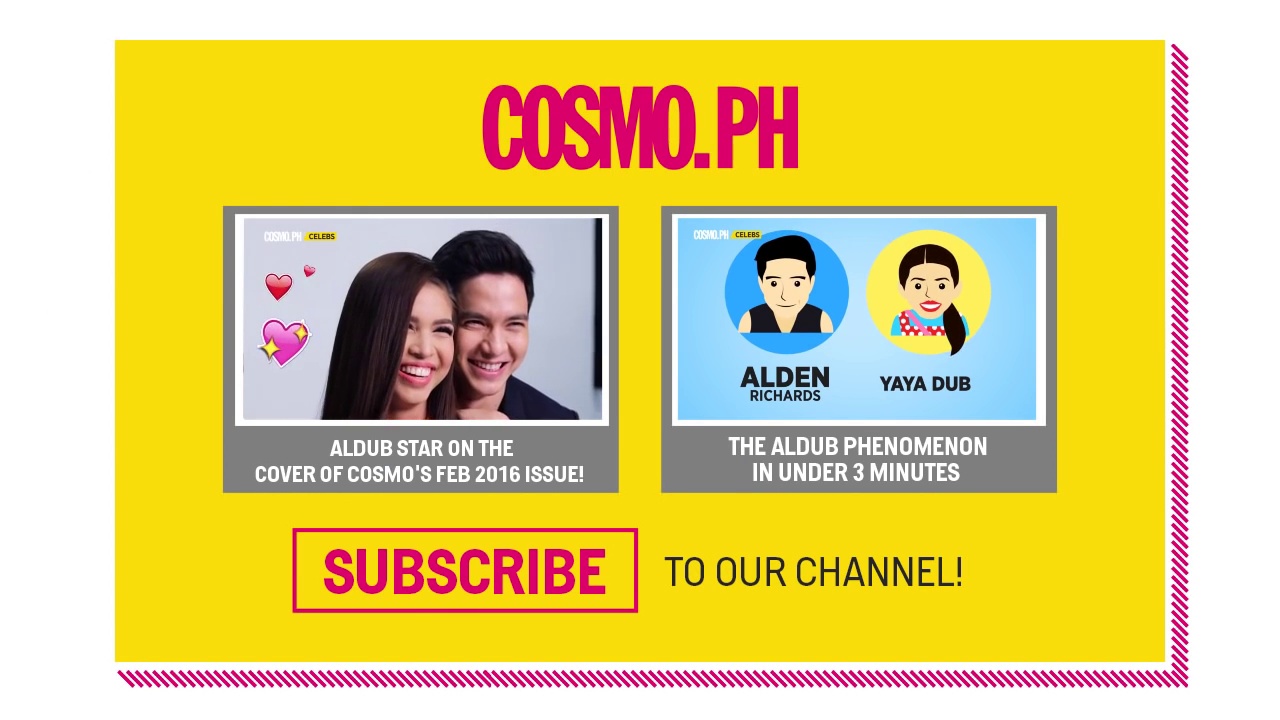 COSMO.PH
COSMO.PH CELEBS
ALDUB STAR ON THE
COVER OF COSMO'S FEB 2016 ISSUE!
COSMO.PH CELEBS
ALDEN
RICHARDS
YAYA DUB
THE ALDUB PHENOMENON
IN UNDER 3 MINUTES
SUBSCRIBE TO OUR CHANNEL!